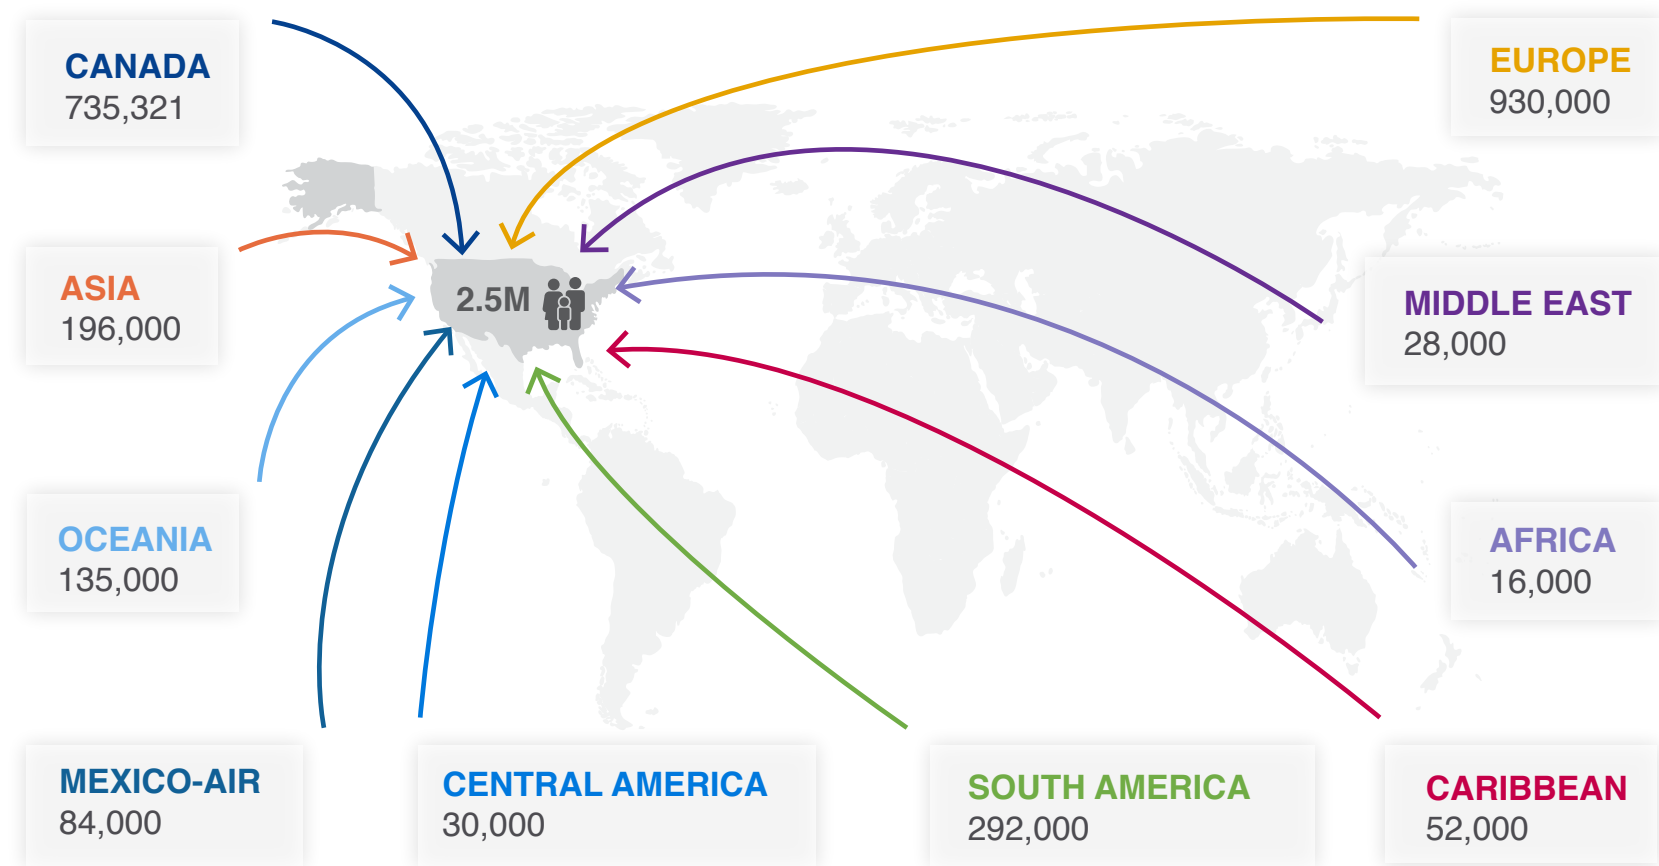 CANADA
735,321
EUROPE
930,000
ASIA
196,000
2.5M
MIDDLE EAST
28,000
OCEANIA
135,000
AFRICA
16,000
MEXICO-AIR
84,000
CENTRAL AMERICA
30,000
SOUTH AMERICA
292,000
CARIBBEAN
52,000